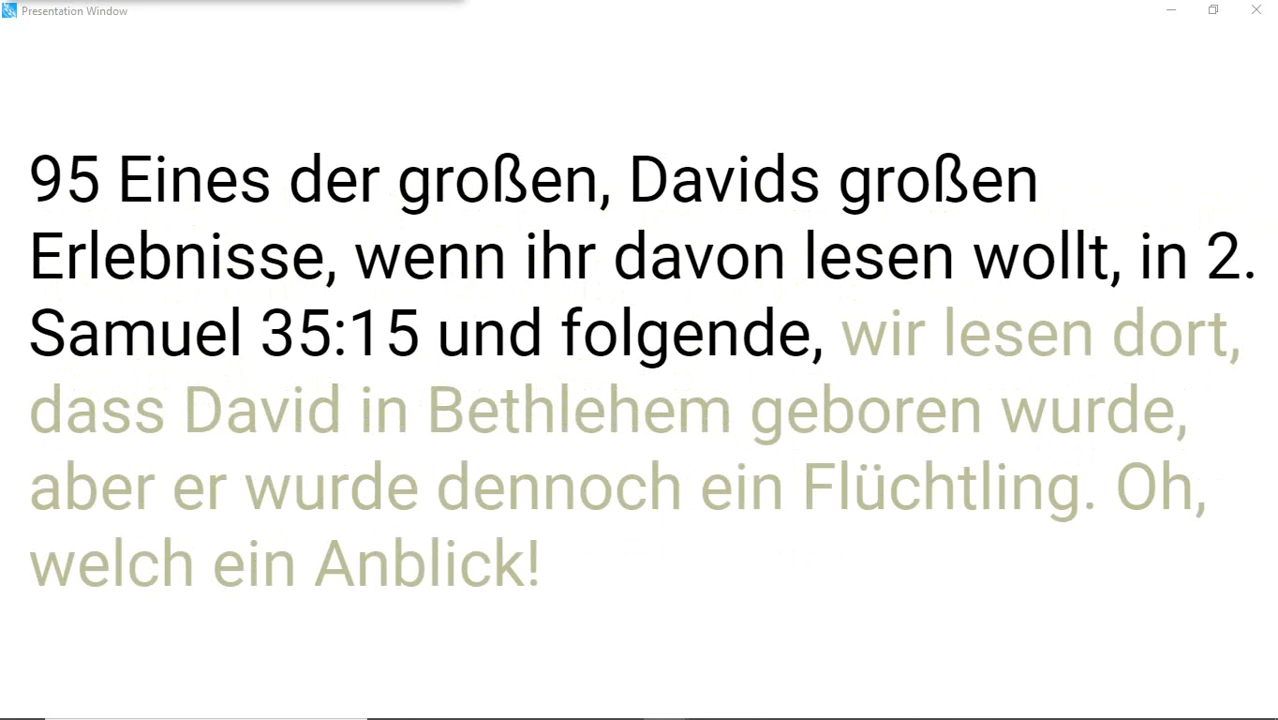 Presentation Window
95 Eines der großen, Davids großen
Erlebnisse, wenn ihr davon lesen wollt, in 2.
Samuel 35:15 und folgende, wir lesen dort,
dass David in Bethlehem geboren wurde,
aber er wurde dennoch ein Flüchtling. Oh,
welch ein Anblick!